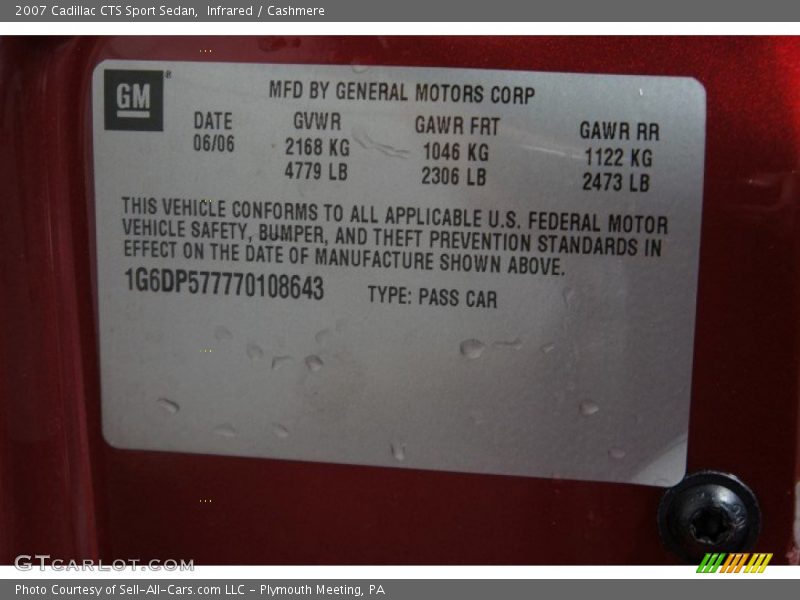 2007 Cadillac CTS Sport Sedan, Infrared / Cashmere
GM
®
MFD BY GENERAL MOTORS CORP
DATE GVWR GAWR FRT GAWR RR
06/06 2168 KG 1046 KG 1122 KG
4779 LB 2306 LB 2473 LB
THIS VEHICLE CONFORMS TO ALL APPLICABLE U.S. FEDERAL MOTOR
VEHICLE SAFETY, BUMPER, AND THEFT PREVENTION STANDARDS IN
EFFECT ON THE DATE OF MANUFACTURE SHOWN ABOVE.
1G6DP577770108643 TYPE: PASS CAR
GTCARLOT.COM
Photo Courtesy of Sell-All-Cars.com LLC - Plymouth Meeting, PA